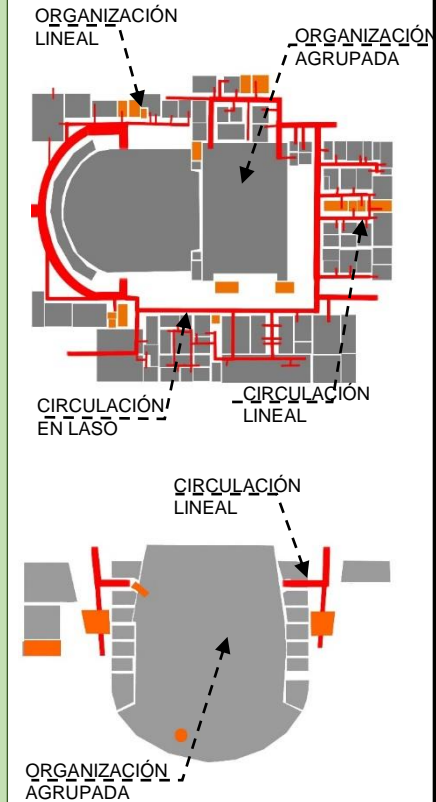 ORGANIZACIÓN
LINEAL
ORGANIZACIÓN
AGRUPADA
CIRCULACIÓN
EN LASO
CIRCULACIÓN
LINEAL
CIRCULACIÓN
LINEAL
ORGANIZACIÓN
AGRUPADA